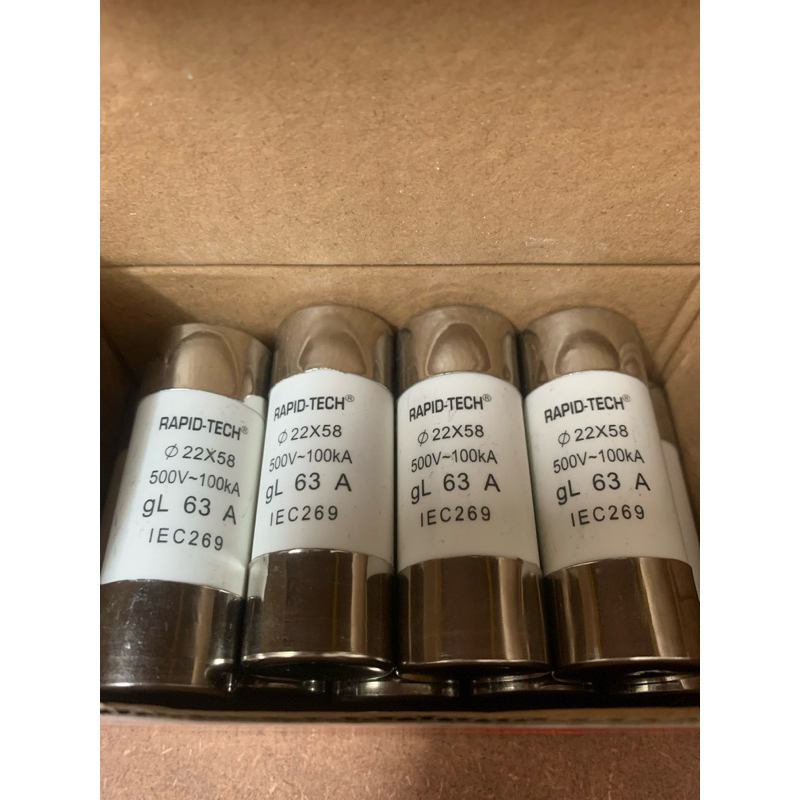 RAPID-TECH®
⌀ 22X58
500V~100kA
gL 63 A
IEC269
RAPID-TECH®
⌀ 22X58
500V~100kA
gL 63 A
IEC269
RAPID-TECH®
⌀ 22X58
500V~100kA
gL 63 A
IEC269
RAPID-TECH®
⌀ 22X58
500V~100kA
gL 63 A
IEC269